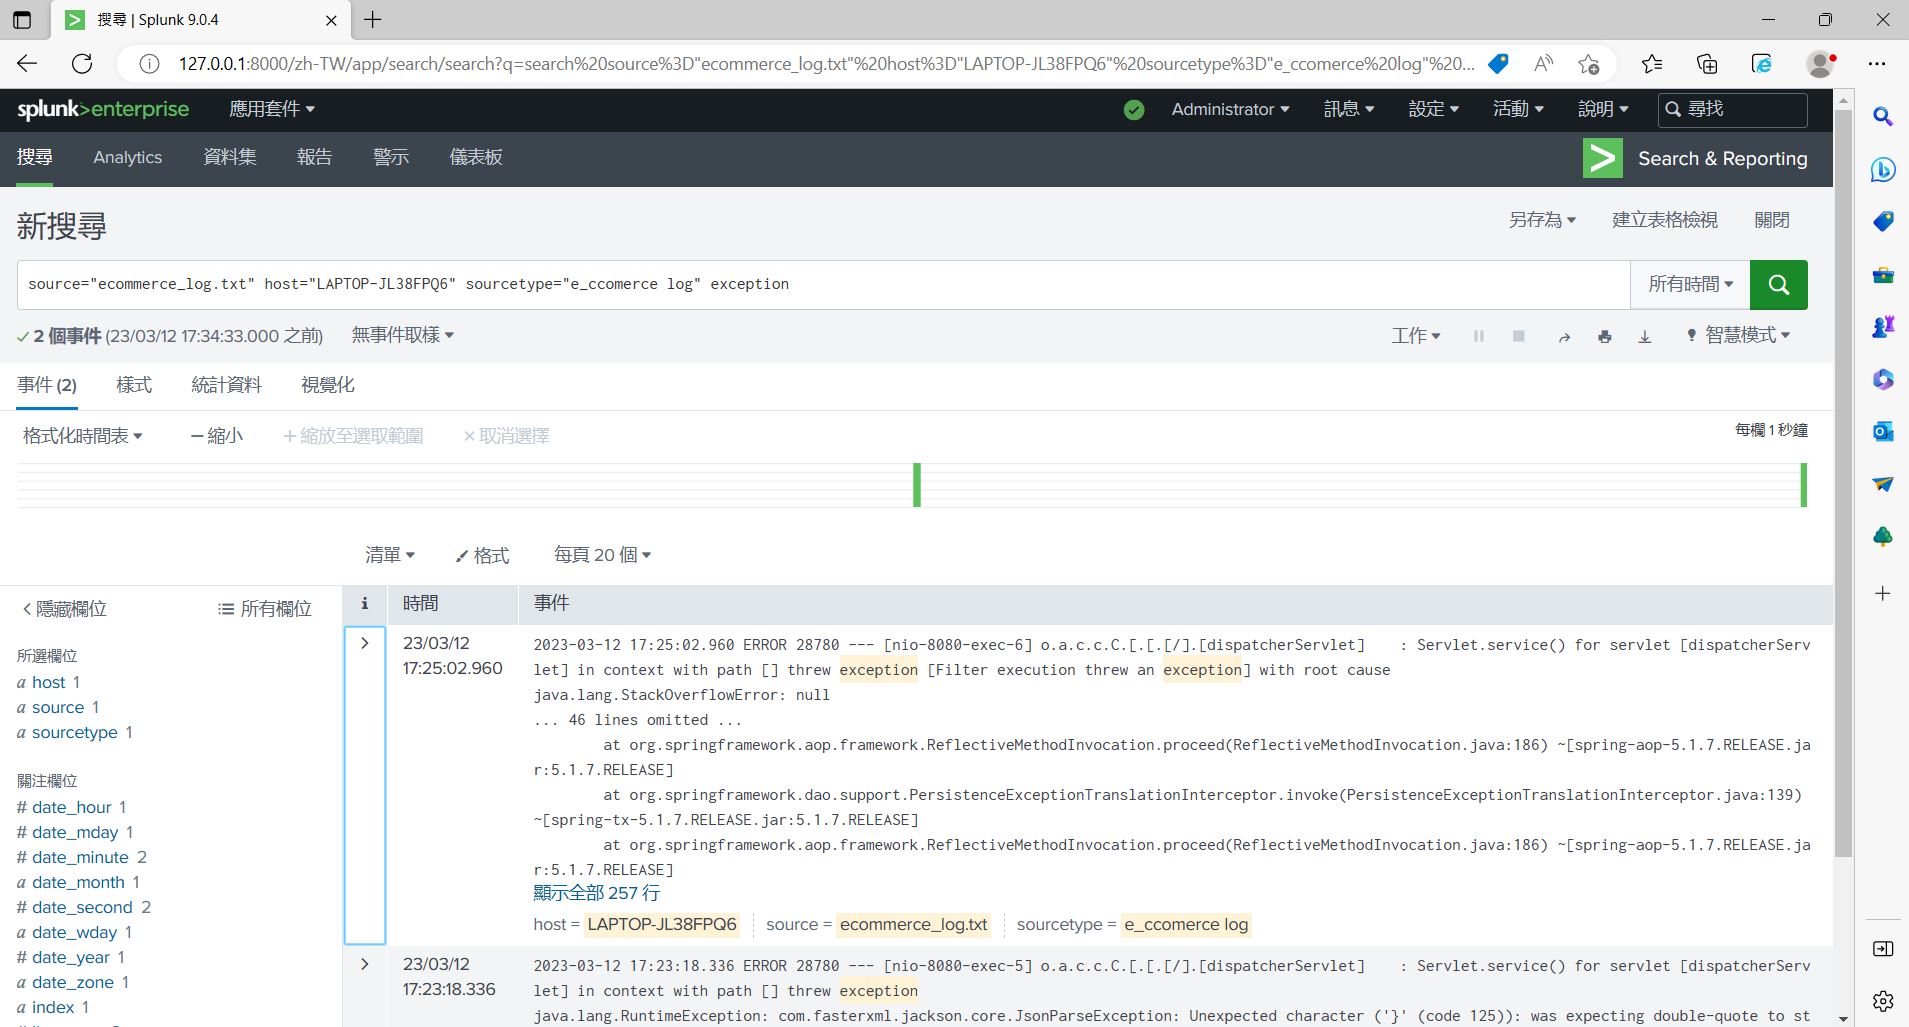 搜尋 | Splunk 9.0.4
127.0.0.1:8000/zh-TW/app/search/search?q=search%20source%3D"ecommerce_log.txt"%20host%3D"LAPTOP-JL38FPQ6"%20sourcetype%3D"e_ccomerce%20log"%20...
splunk>enterprise 應用套件 Administrator 訊息 設定 活動 說明 尋找
搜尋 Analytics 資料集 報告 警示 儀表板 Search & Reporting
新搜尋 另存為 建立表格檢視 關閉
source="ecommerce_log.txt" host="LAPTOP-JL38FPQ6" sourcetype="e_ccomerce log" exception 所有時間
2 個事件 (23/03/12 17:34:33.000 之前) 無事件取樣 工作 智慧模式
事件 (2) 樣式 統計資料 視覺化
格式化時間表 − 縮小 + 縮放至選取範圍 × 取消選擇 每欄 1 秒鐘
清單 格式 每頁 20 個
隱藏欄位 所有欄位
所選欄位
a host 1
a source 1
a sourcetype 1
關注欄位
# date_hour 1
# date_mday 1
# date_minute 2
a date_month 1
# date_second 2
a date_wday 1
# date_year 1
a date_zone 1
a index 1
i 時間 事件
23/03/12
17:25:02.960
2023-03-12 17:25:02.960 ERROR 28780 --- [nio-8080-exec-6] o.a.c.c.C.[.[.[/].[dispatcherServlet] : Servlet.service() for servlet [dispatcherServ
let] in context with path [] threw exception [Filter execution threw an exception] with root cause
java.lang.StackOverflowError: null
... 46 lines omitted ...
at org.springframework.aop.framework.ReflectiveMethodInvocation.proceed(ReflectiveMethodInvocation.java:186) ~[spring-aop-5.1.7.RELEASE.ja
r:5.1.7.RELEASE]
at org.springframework.dao.support.PersistenceExceptionTranslationInterceptor.invoke(PersistenceExceptionTranslationInterceptor.java:139)
~[spring-tx-5.1.7.RELEASE.jar:5.1.7.RELEASE]
at org.springframework.aop.framework.ReflectiveMethodInvocation.proceed(ReflectiveMethodInvocation.java:186) ~[spring-aop-5.1.7.RELEASE.ja
r:5.1.7.RELEASE]
顯示全部 257 行
host = LAPTOP-JL38FPQ6 source = ecommerce_log.txt sourcetype = e_ccomerce log
23/03/12
17:23:18.336
2023-03-12 17:23:18.336 ERROR 28780 --- [nio-8080-exec-5] o.a.c.c.C.[.[.[/].[dispatcherServlet] : Servlet.service() for servlet [dispatcherServ
let] in context with path [] threw exception
java.lang.RuntimeException: com.fasterxml.jackson.core.JsonParseException: Unexpected character ('}' (code 125)): was expecting double-quote to st